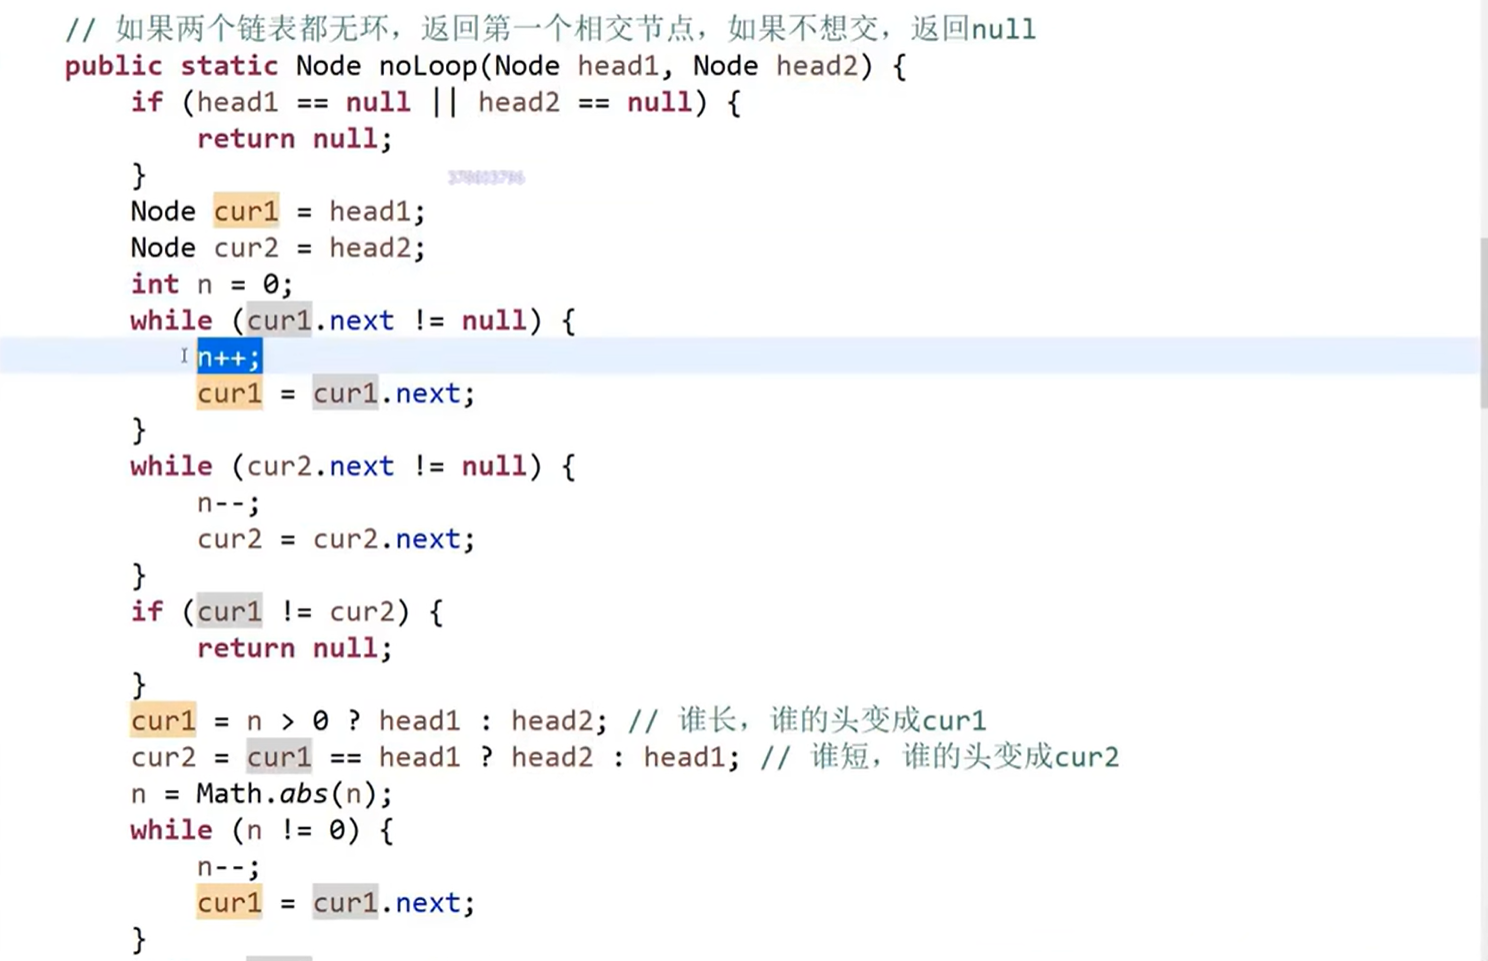 // 如果两个链表都无环，返回第一个相交节点，如果不想交，返回null
public static Node noLoop(Node head1, Node head2) {
if (head1 == null || head2 == null) {
return null;
}
Node cur1 = head1;
Node cur2 = head2;
int n = 0;
while (cur1.next != null) {
n++;
cur1 = cur1.next;
}
while (cur2.next != null) {
n--;
cur2 = cur2.next;
}
if (cur1 != cur2) {
return null;
}
cur1 = n > 0 ? head1 : head2; // 谁长，谁的头变成cur1
cur2 = cur1 == head1 ? head2 : head1; // 谁短，谁的头变成cur2
n = Math.abs(n);
while (n != 0) {
n--;
cur1 = cur1.next;
}